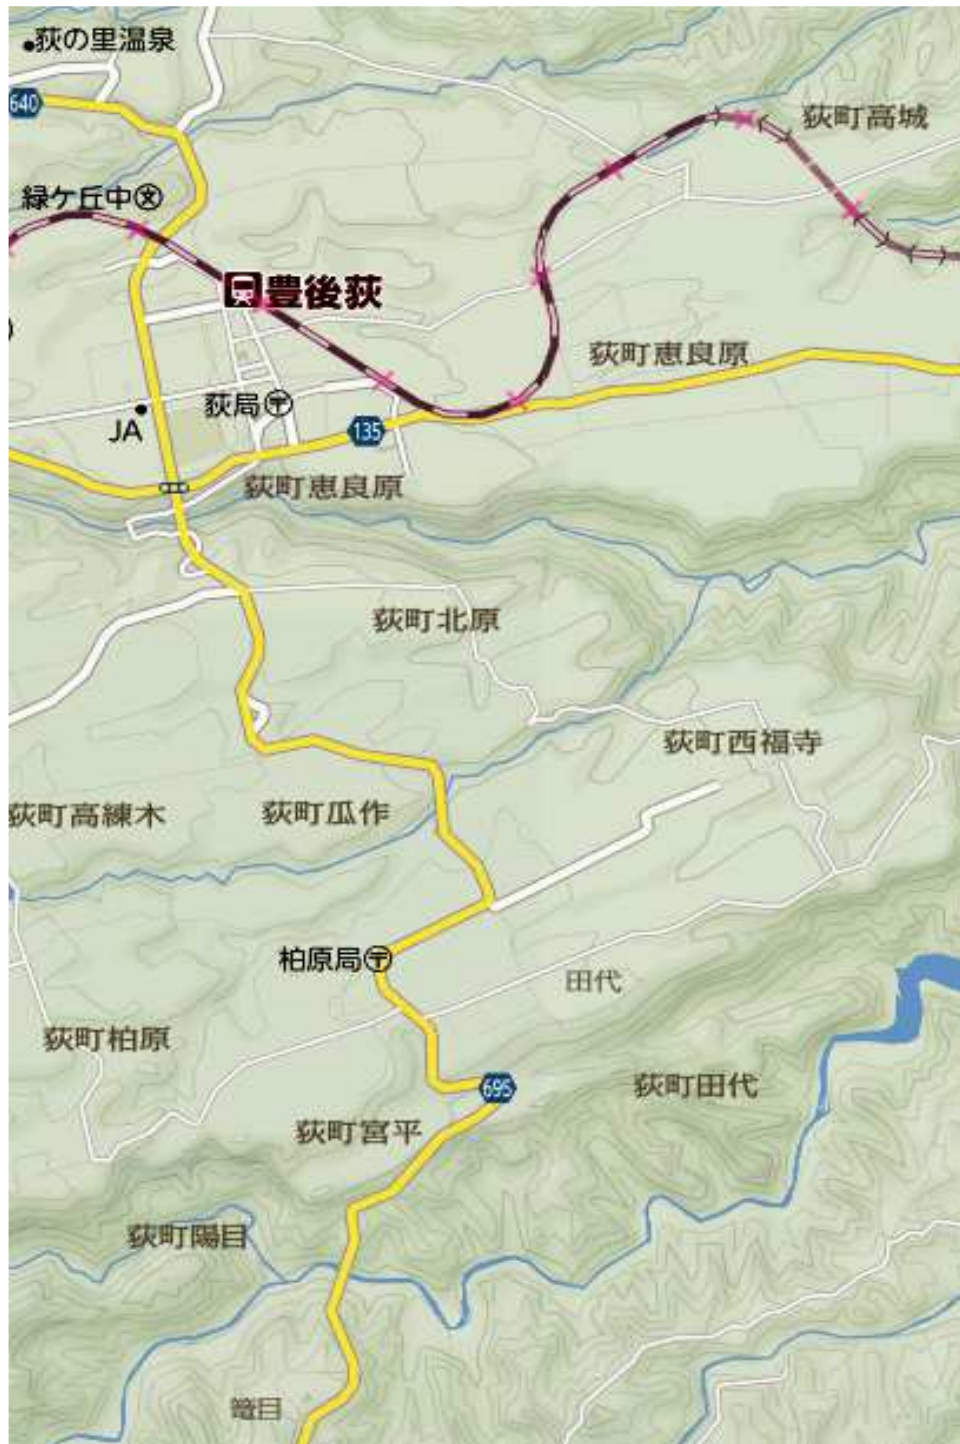 荻の里温泉
640
荻町高城
緑ケ丘中
豊後荻
荻町恵良原
荻局
JA
135
荻町恵良原
荻町北原
荻町西福寺
荻町高練木
荻町瓜作
柏原局
田代
荻町柏原
荻町田代
695
荻町宮平
荻町陽目